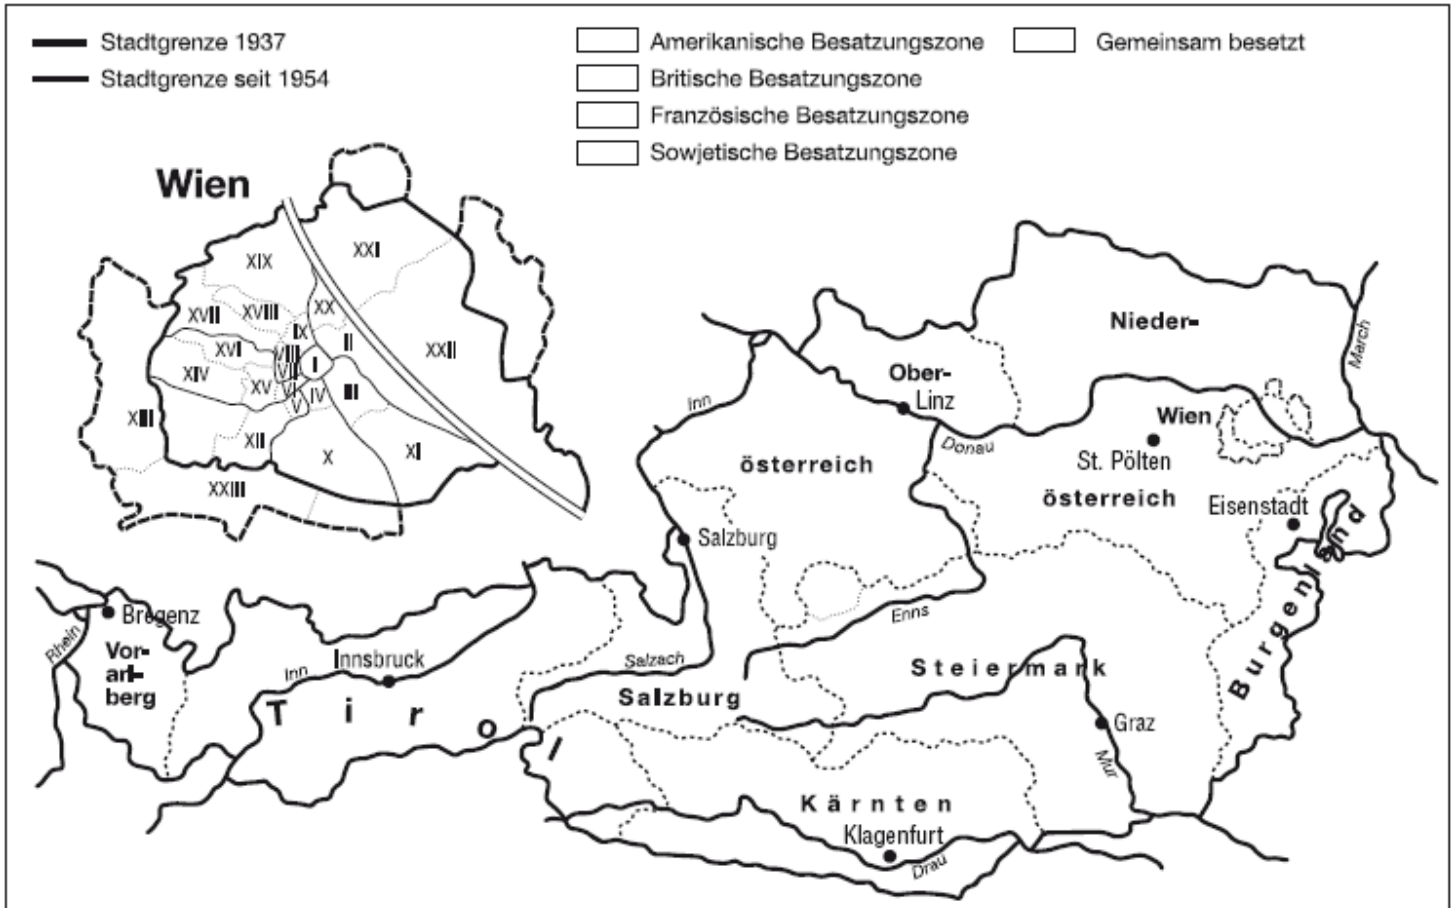 Stadtgrenze 1937
Stadtgrenze seit 1954
Amerikanische Besatzungszone
Britische Besatzungszone
Französische Besatzungszone
Sowjetische Besatzungszone
Gemeinsam besetzt
Wien
XIX
XXI
XVII
XVIII
XX
IX
II
XXII
XVI
VIII
VII
I
XIV
XV
VI
V
IV
III
XIII
XII
X
XI
XXIII
Nieder-
March
Ober-
Linz
Inn
Wien
Donau
St. Pölten
österreich
österreich
Eisenstadt
Salzburg
Burgenland
Bregenz
Enns
Rhein
Vor-
arl-
berg
Innsbruck
Inn
Salzach
Steiermark
Salzburg
Tirol
Graz
Mur
Kärnten
Klagenfurt
Drau